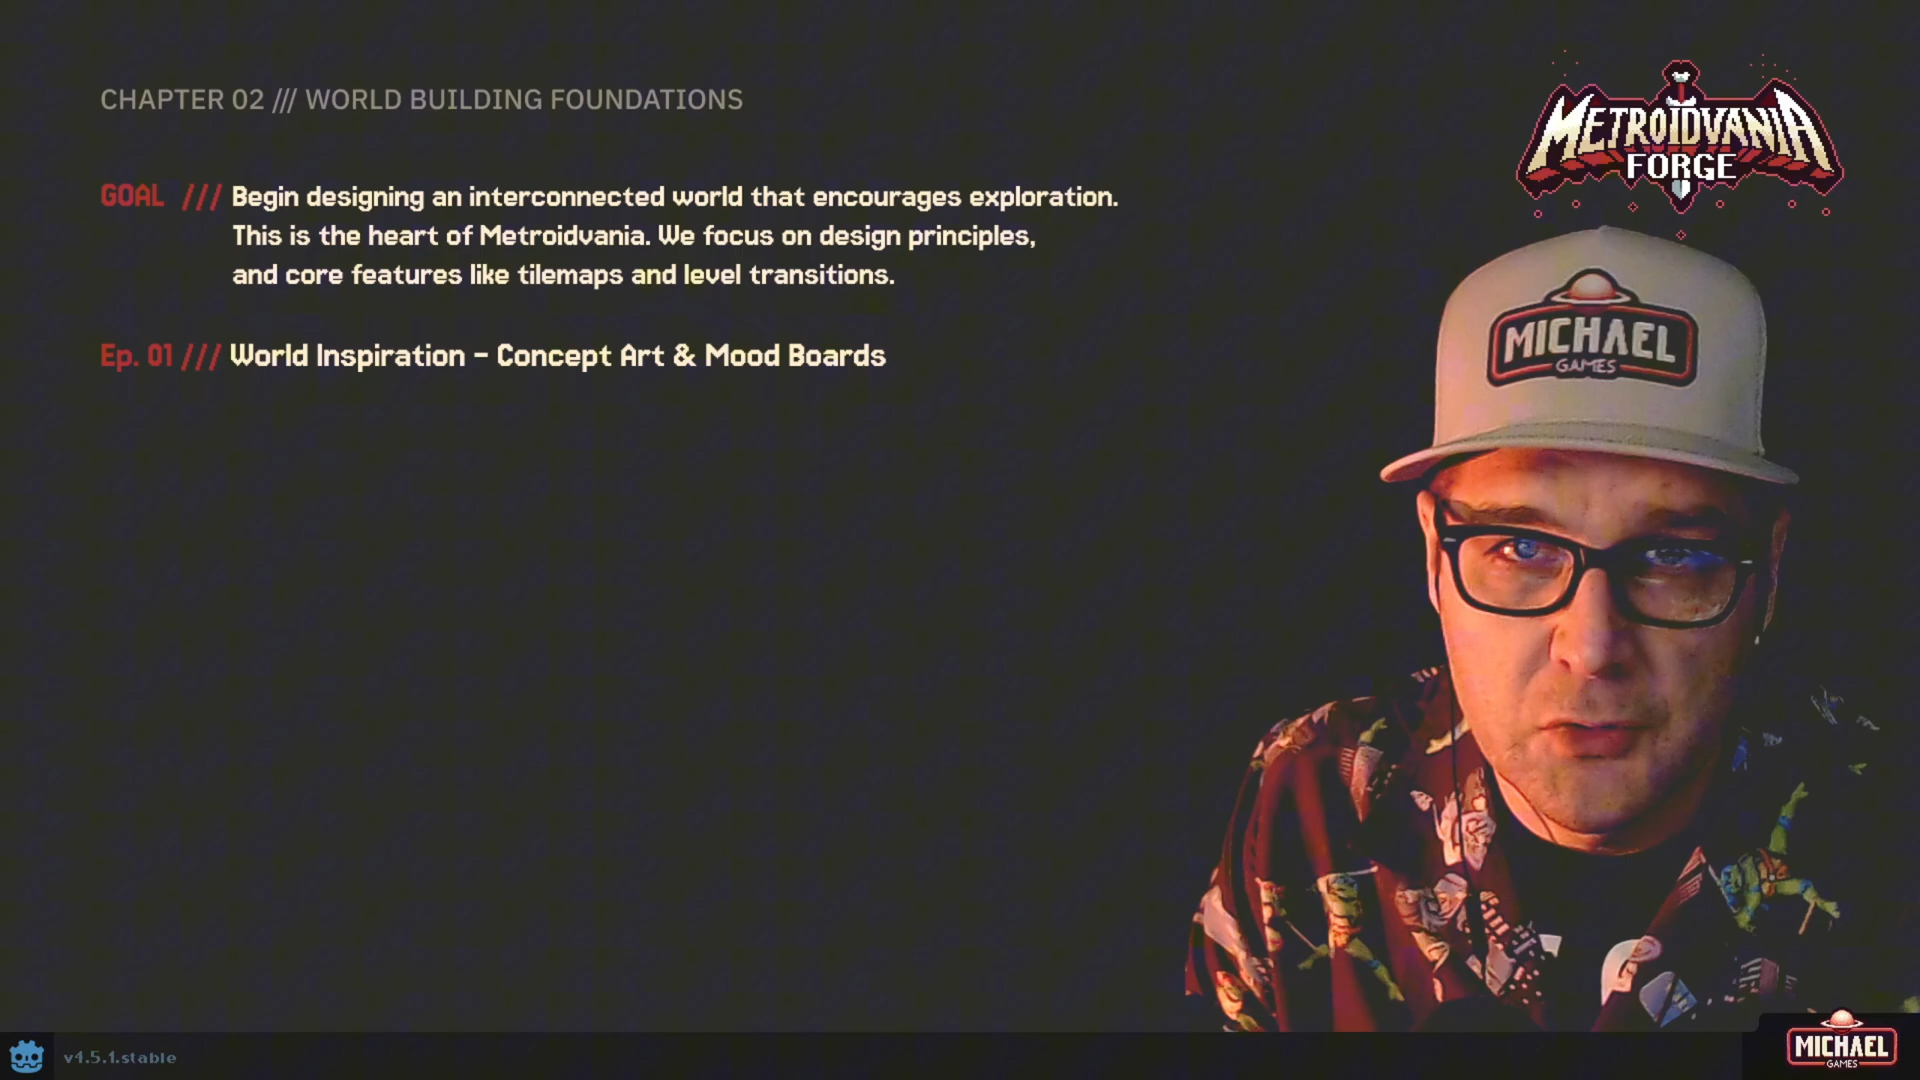 CHAPTER 02 /// WORLD BUILDING FOUNDATIONS
METROIDVANIA
FORGE
GOAL /// Begin designing an interconnected world that encourages exploration.
This is the heart of Metroidvania. We focus on design principles,
and core features like tilemaps and level transitions.
Ep. 01 /// World Inspiration - Concept Art & Mood Boards
MICHAEL
GAMES
v4.5.1.stable
MICHAEL
GAMES